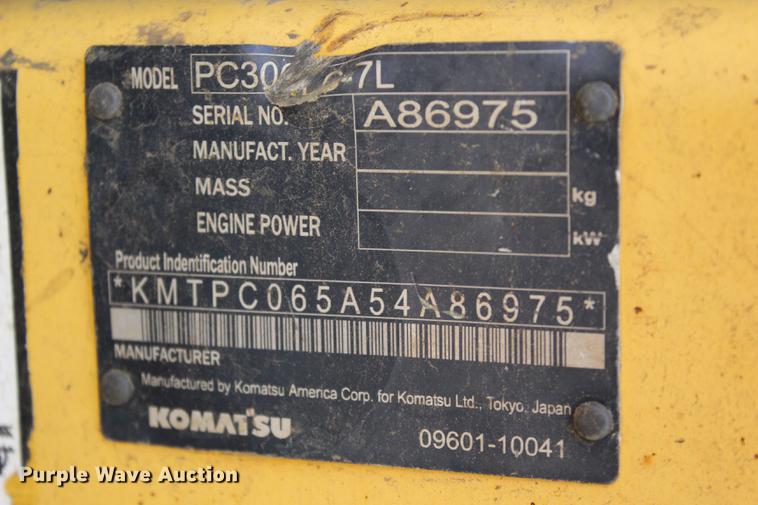 MODEL
SERIAL NO. A86975
MANUFACT. YEAR
MASS kg
ENGINE POWER kW
Product Indentification Number
*KMTPC065A54A86975*
MANUFACTURER
Manufactured by Komatsu America Corp. for Komatsu Ltd., Tokyo, Japan
KOMATSU
09601-10041
Purple Wave Auction